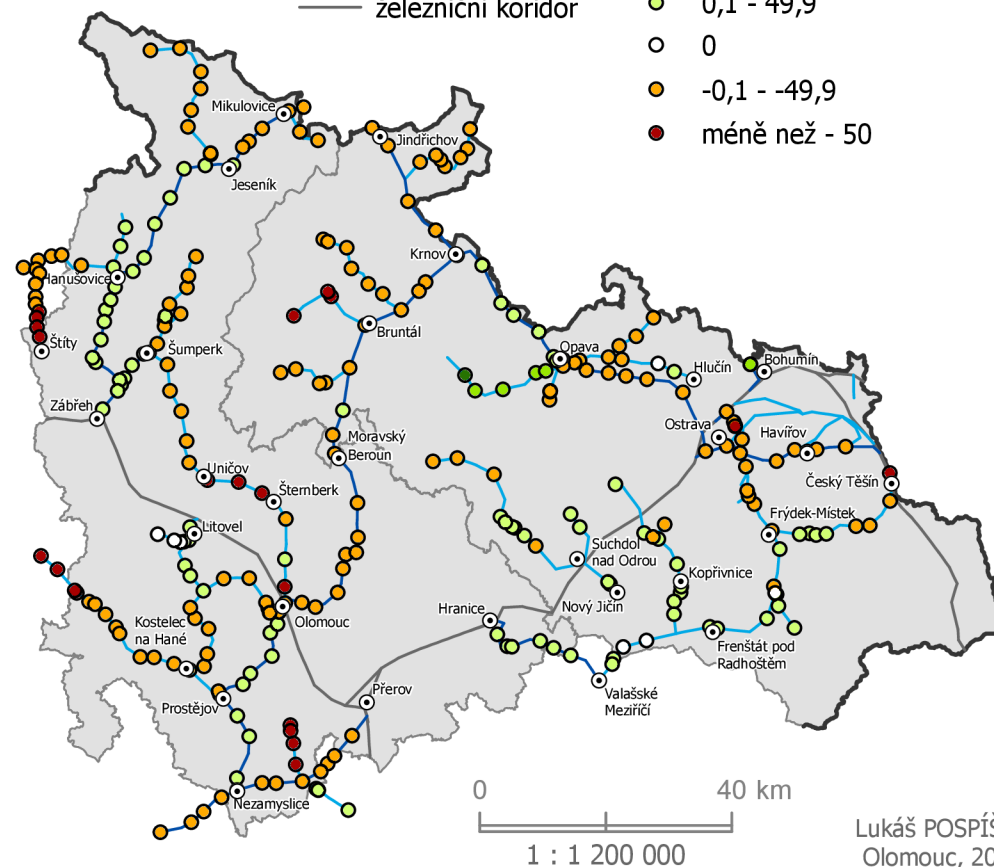 železniční koridor
0,1 - 49,9
0
-0,1 - -49,9
méně než - 50
Mikulovice
Jindřichov
Jeseník
Krnov
Hanušovice
Bruntál
Štíty
Šumperk
Opava
Hlučín
Bohumín
Zábřeh
Moravský
Beroun
Ostrava
Havířov
Uničov
Šternberk
Český Těšín
Litovel
Frýdek-Místek
Suchdol
nad Odrou
Kopřivnice
Nový Jičín
Hranice
Kostelec
na Hané
Olomouc
Frenštát pod
Radhoštěm
Přerov
Valašské
Meziříčí
Prostějov
Nezamyslice
0
40 km
1 : 1 200 000
Lukáš
Olomouc,